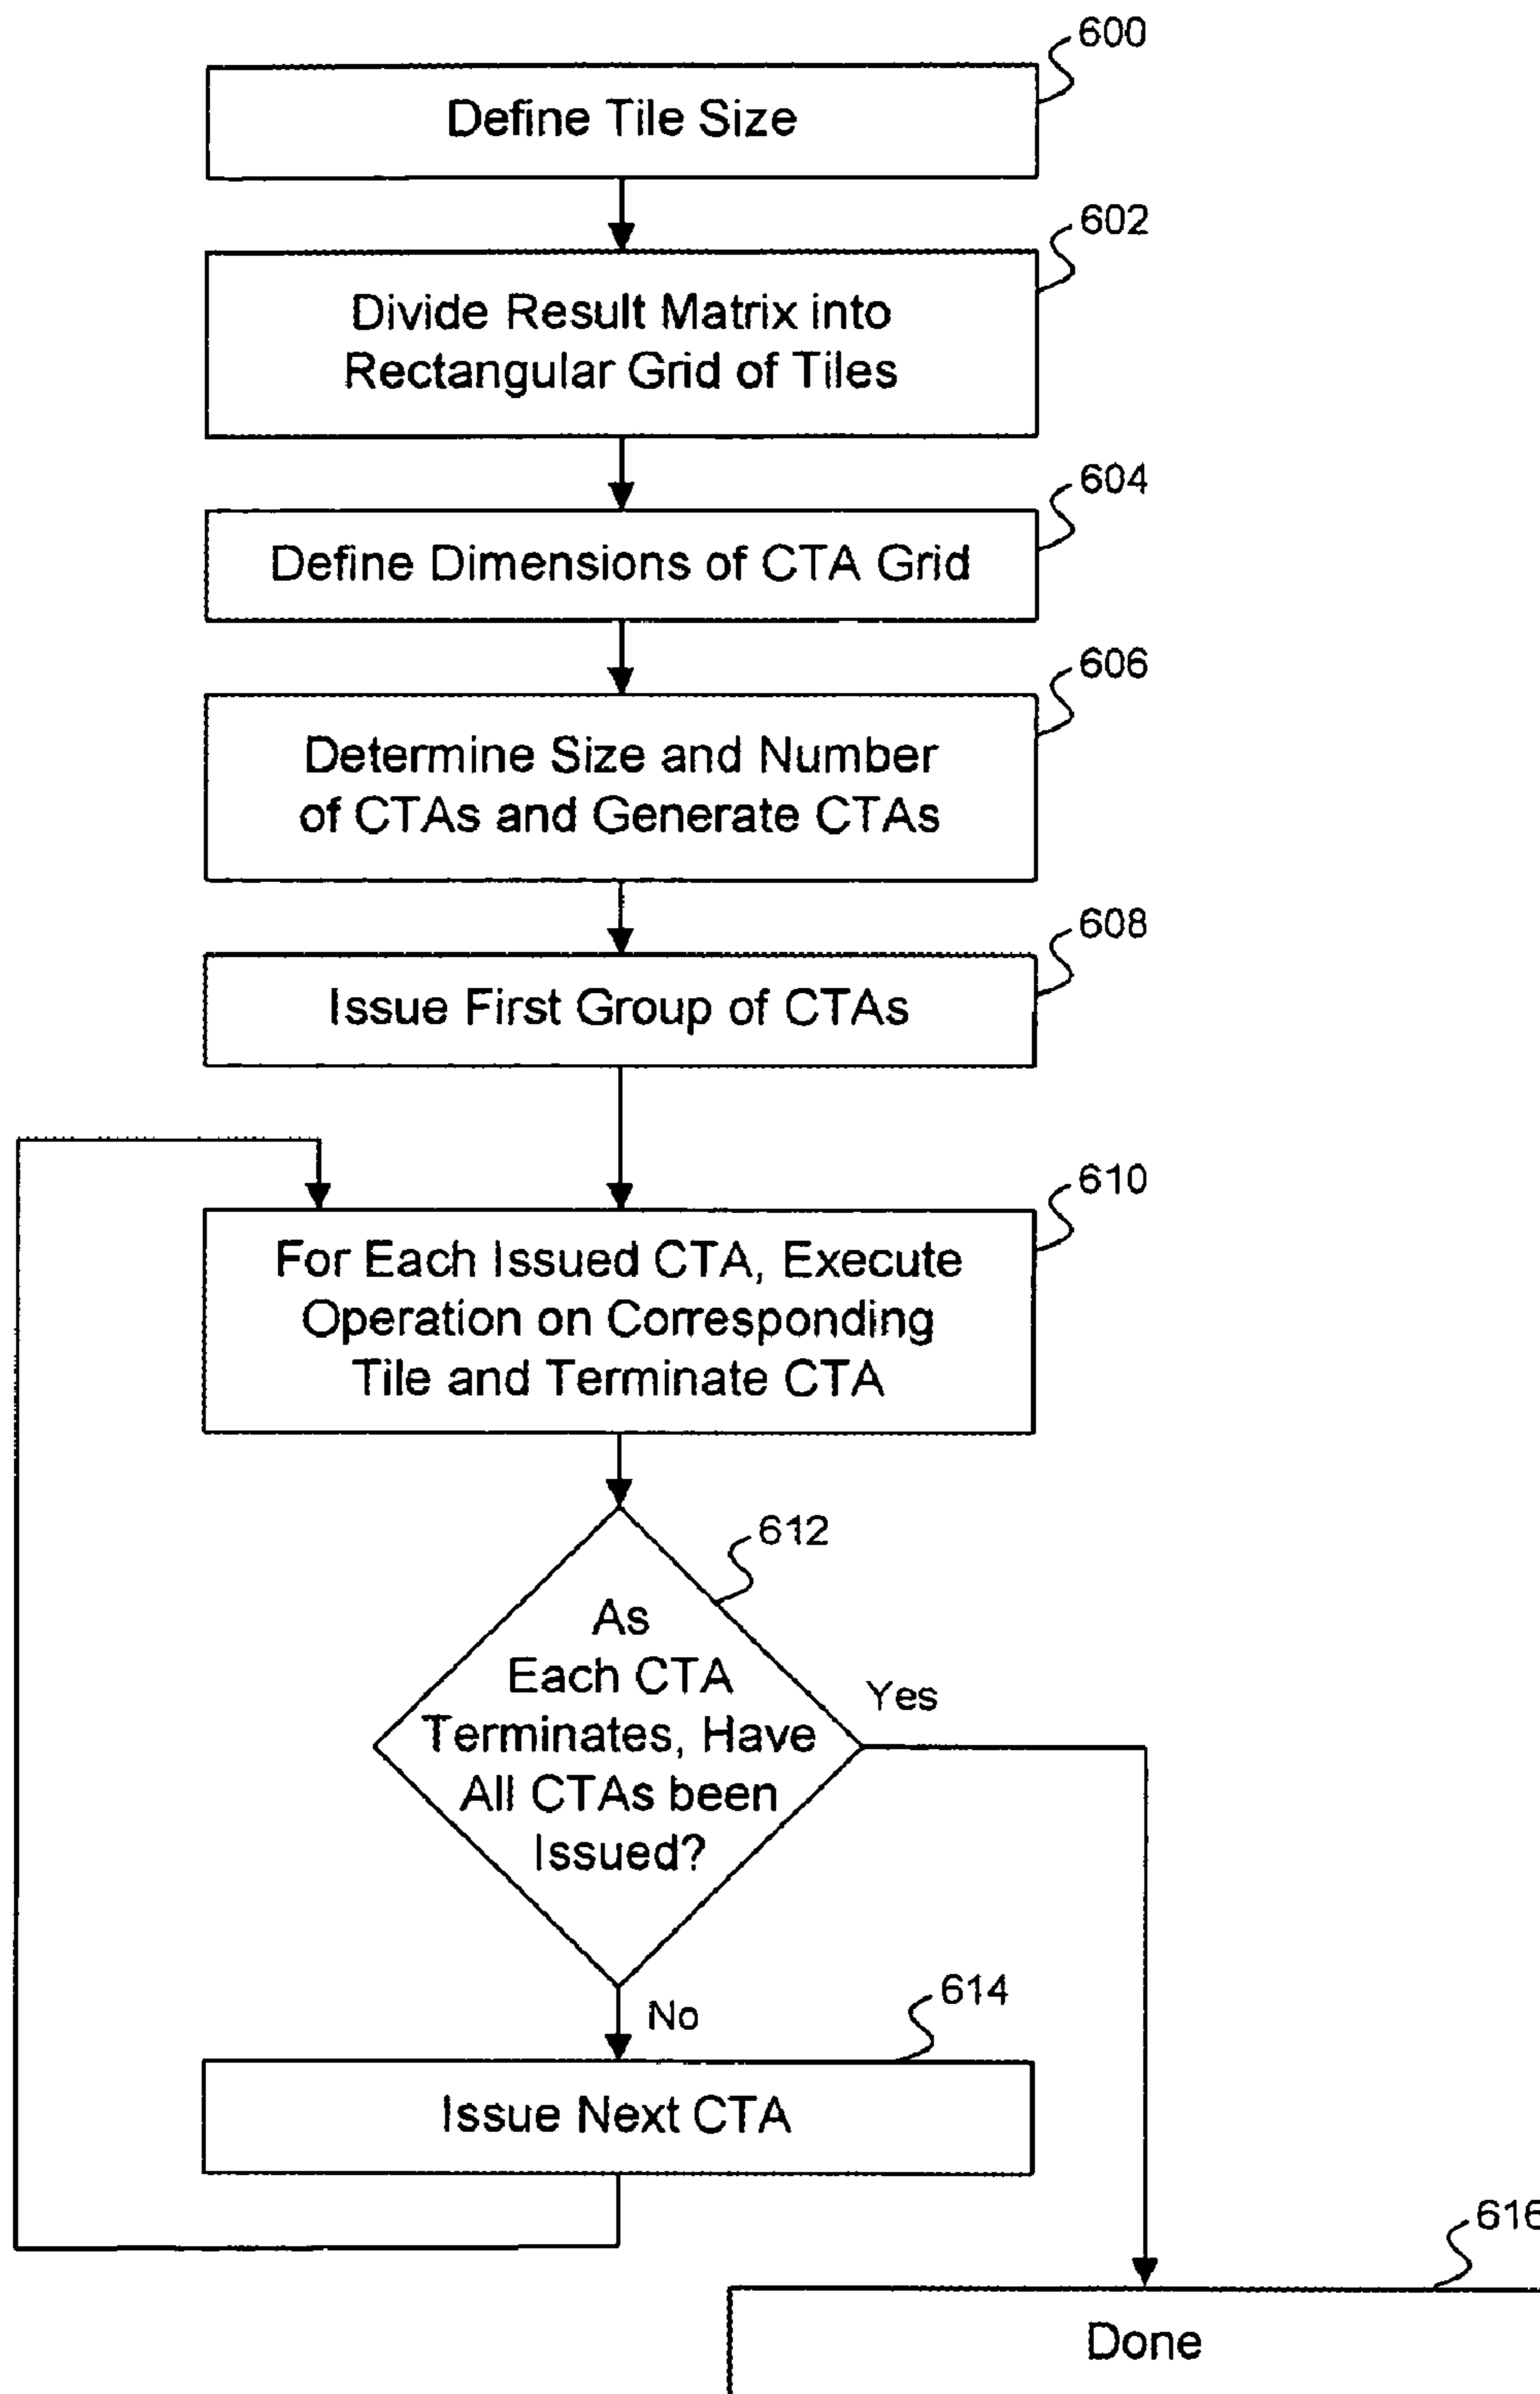 600
Define Tile Size
602
Divide Result Matrix into
Rectangular Grid of Tiles
604
Define Dimensions of CTA Grid
606
Determine Size and Number
of CTAs and Generate CTAs
608
Issue First Group of CTAs
610
For Each Issued CTA, Execute
Operation on Corresponding
Tile and Terminate CTA
612
As
Each CTA
Terminates, Have
All CTAs been
Issued?
Yes
No
614
Issue Next CTA
616
Done